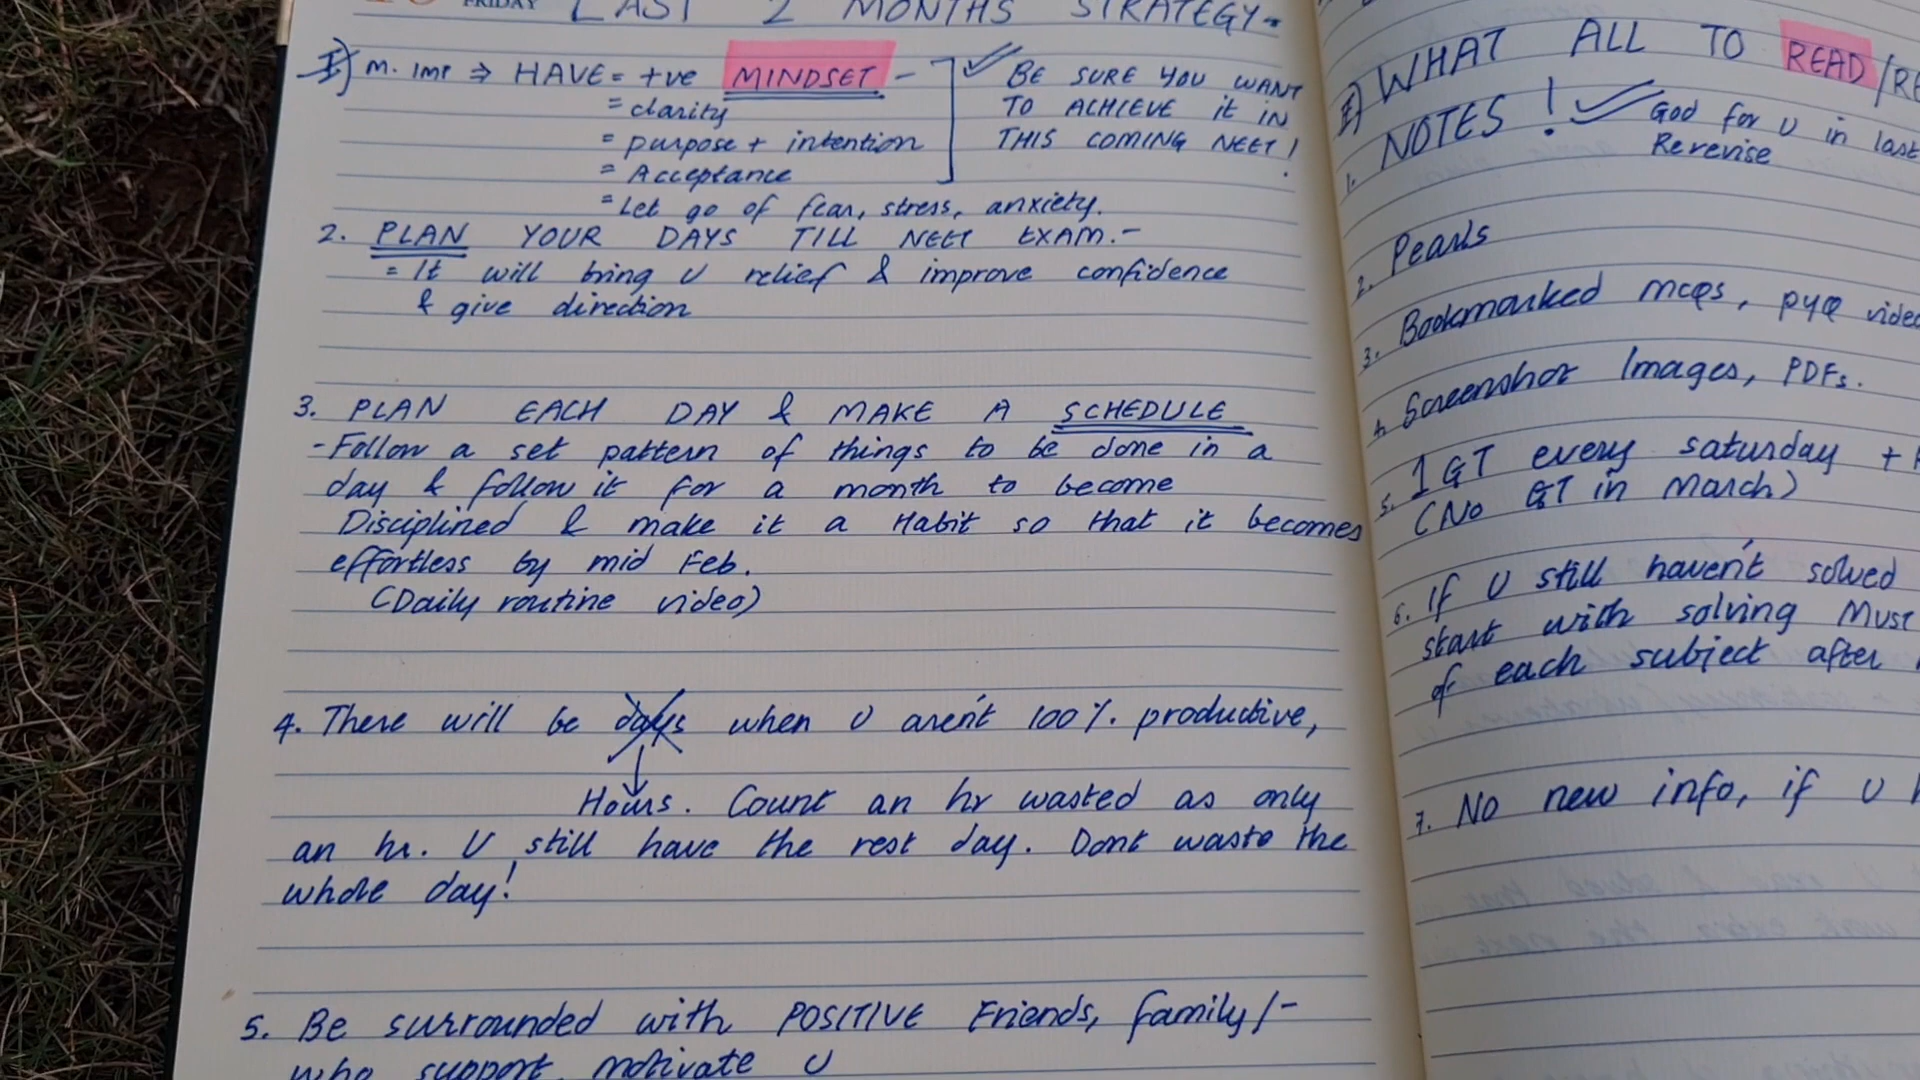 FRIDAY LAST 2 MONTHS STRATEGY-
I) M. IMP ⇒ HAVE = +ve MINDSET -
= clarity
= purpose + intention
= Acceptance
= Let go of fear, stress, anxiety.
BE SURE YOU WANT
TO ACHIEVE it IN
THIS COMING NEET!
2. PLAN YOUR DAYS TILL NEET EXAM.-
= It will bring U relief & improve confidence
& give direction
3. PLAN EACH DAY & MAKE A SCHEDULE
- Follow a set pattern of things to be done in a
day & follow it for a month to become
Disciplined & make it a Habit so that it becomes
effortless by mid Feb.
(Daily routine video)
4. There will be days when U aren't 100%. productive,
Hours. Count an hr wasted as only
an hr. U still have the rest day. Dont waste the
whole day!
5. Be surrounded with POSITIVE Friends, family/-
who support, motivate U
II) WHAT ALL TO READ/RE
1. NOTES! God for U in last
Rerevise
2. Pearls
3. Bookmarked mcqs, pyq video
4. Screenshot Images, PDFs.
5. 1 GT every saturday +
(No GT in March)
6. If U still haven't solved
start with solving Must
of each subject after
7. No new info, if U